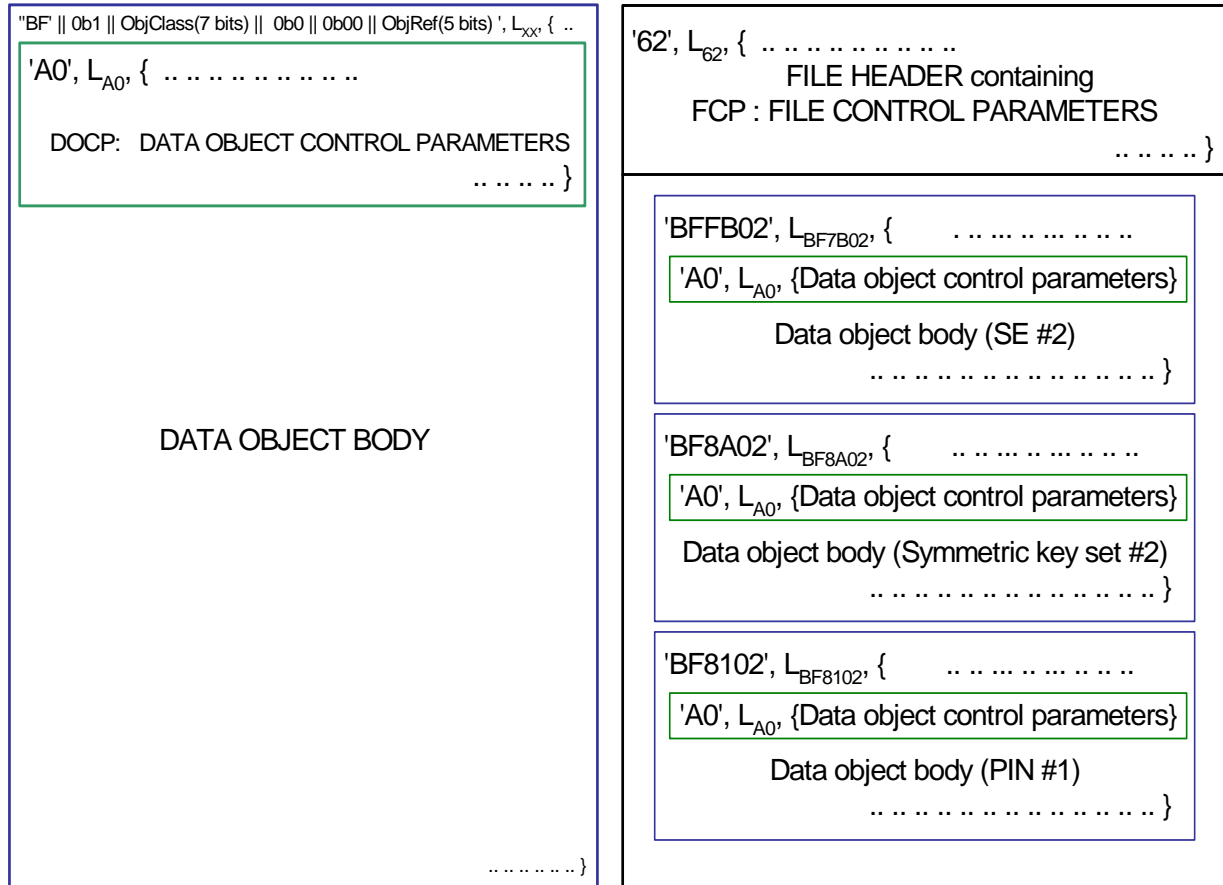 "BF' || 0b1 || ObjClass(7 bits) || 0b0 || 0b00 || ObjRef(5 bits) ', LXX, { ..
'A0', LA0, { .. .. .. .. .. .. .. .. ..
DOCP: DATA OBJECT CONTROL PARAMETERS
.. .. .. .. }
DATA OBJECT BODY
.. .. .. .. .. .. }
'62', L62, { .. .. .. .. .. .. .. .. ..
FILE HEADER containing
FCP : FILE CONTROL PARAMETERS
.. .. .. .. }
'BFFB02', LBF7B02, { . .. ... .. ... .. .. ..
'A0', LA0, {Data object control parameters}
Data object body (SE #2)
.. .. .. .. .. .. .. .. .. .. .. .. .. }
'BF8A02', LBF8A02, { .. .. ... .. ... .. .. ..
'A0', LA0, {Data object control parameters}
Data object body (Symmetric key set #2)
.. .. .. .. .. .. .. .. .. .. .. .. .. }
'BF8102', LBF8102, { .. .. ... .. ... .. .. ..
'A0', LA0, {Data object control parameters}
Data object body (PIN #1)
.. .. .. .. .. .. .. .. .. .. .. .. .. }